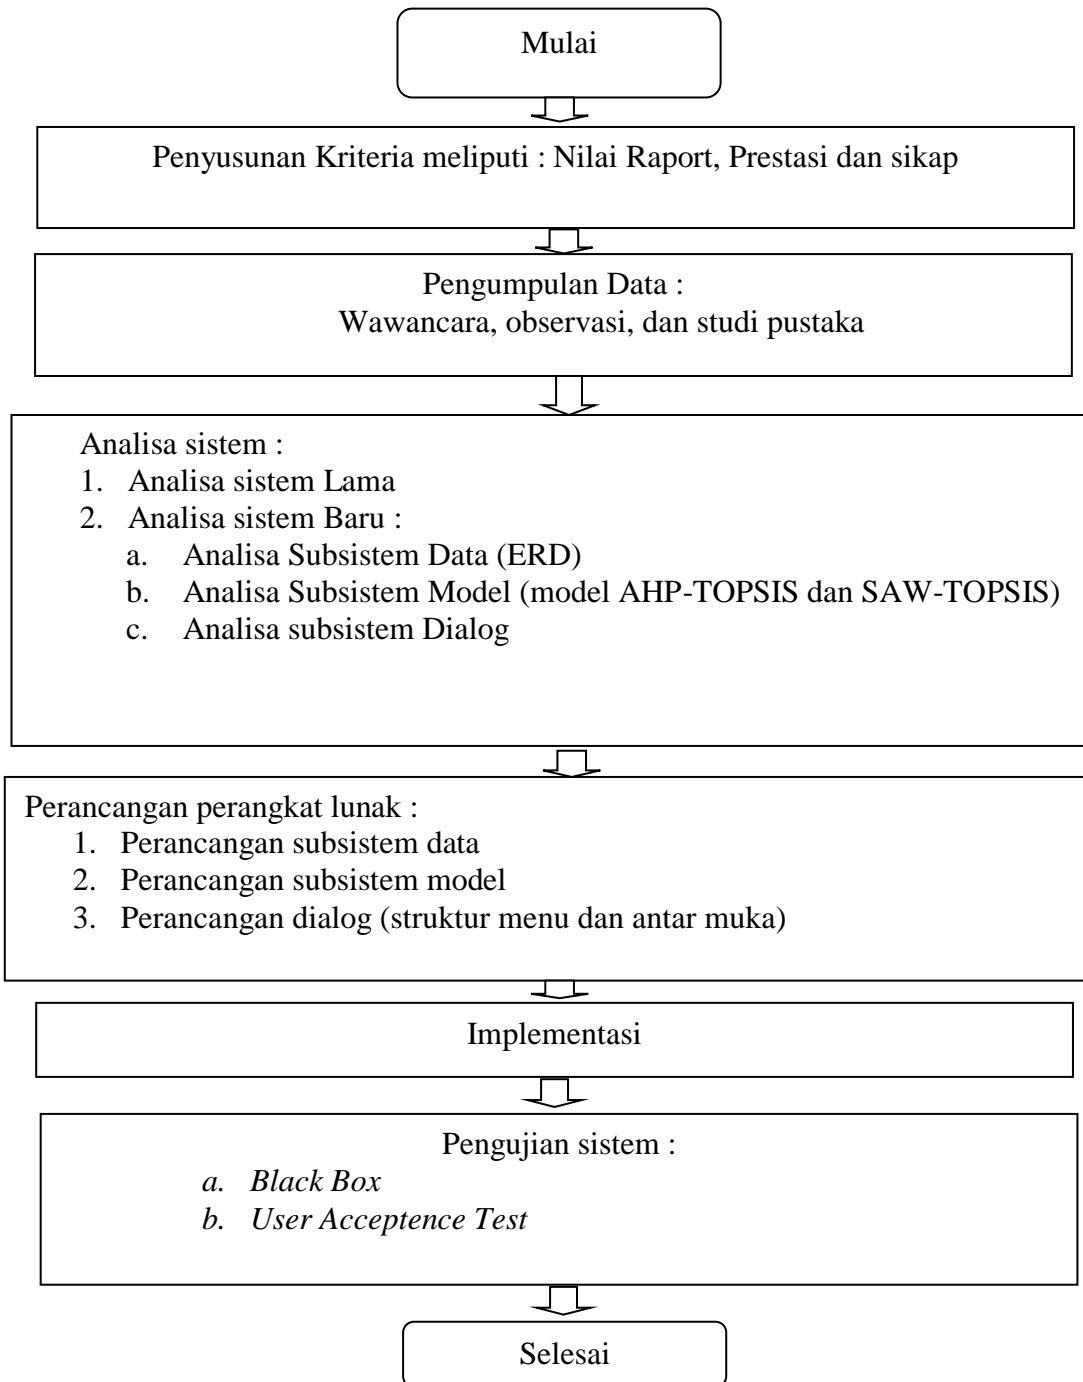 Mulai
Penyusunan Kriteria meliputi : Nilai Raport, Prestasi dan sikap
Pengumpulan Data :
Wawancara, observasi, dan studi pustaka
Analisa sistem :
1. Analisa sistem Lama
2. Analisa sistem Baru :
a. Analisa Subsistem Data (ERD)
b. Analisa Subsistem Model (model AHP-TOPSIS dan SAW-TOPSIS)
c. Analisa subsistem Dialog
Perancangan perangkat lunak :
1. Perancangan subsistem data
2. Perancangan subsistem model
3. Perancangan dialog (struktur menu dan antar muka)
Implementasi
Pengujian sistem :
a. Black Box
b. User Acceptence Test
Selesai